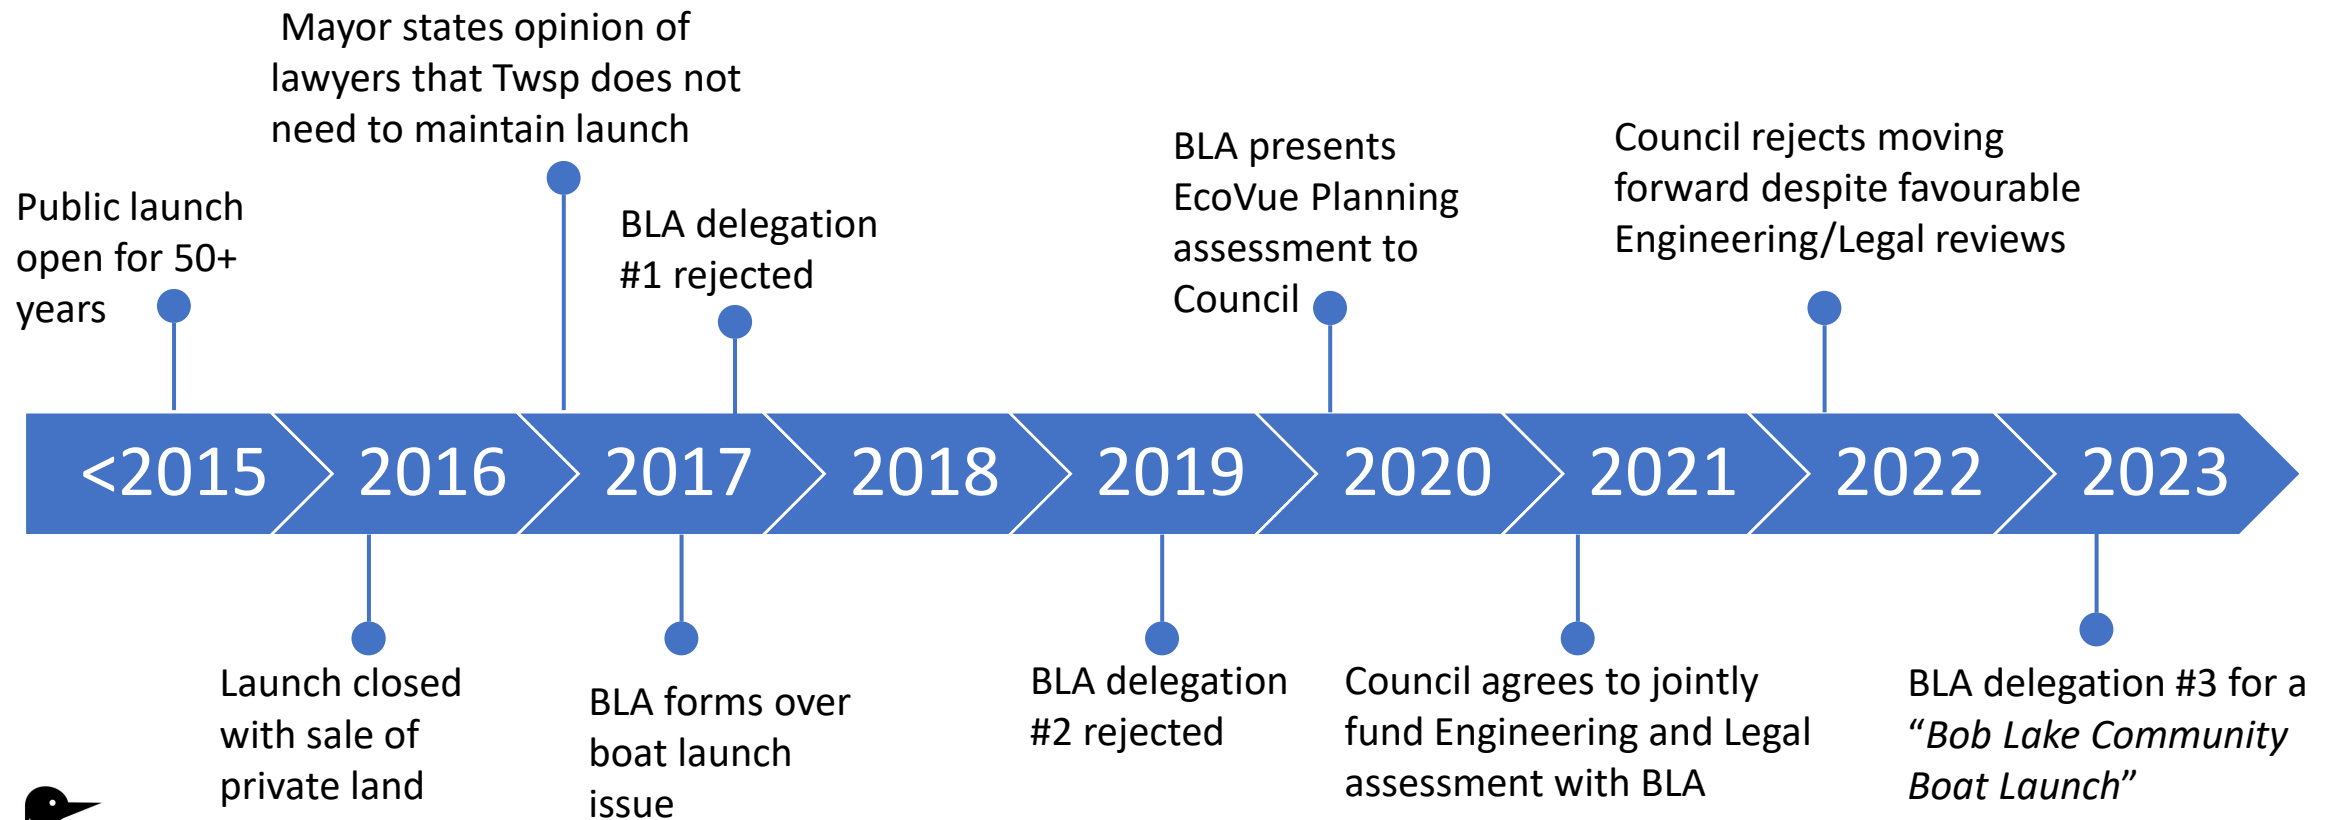 Mayor states opinion of
lawyers that Twsp does not
need to maintain launch
Public launch
open for 50+
years
BLA delegation
#1 rejected
BLA presents
EcoVue Planning
assessment to
Council
Council rejects moving
forward despite favourable
Engineering/Legal reviews
<2015 2016 2017 2018 2019 2020 2021 2022 2023
Launch closed
with sale of
private land
BLA forms over
boat launch
issue
BLA delegation
#2 rejected
Council agrees to jointly
fund Engineering and Legal
assessment with BLA
BLA delegation #3 for a
“Bob Lake Community
Boat Launch”